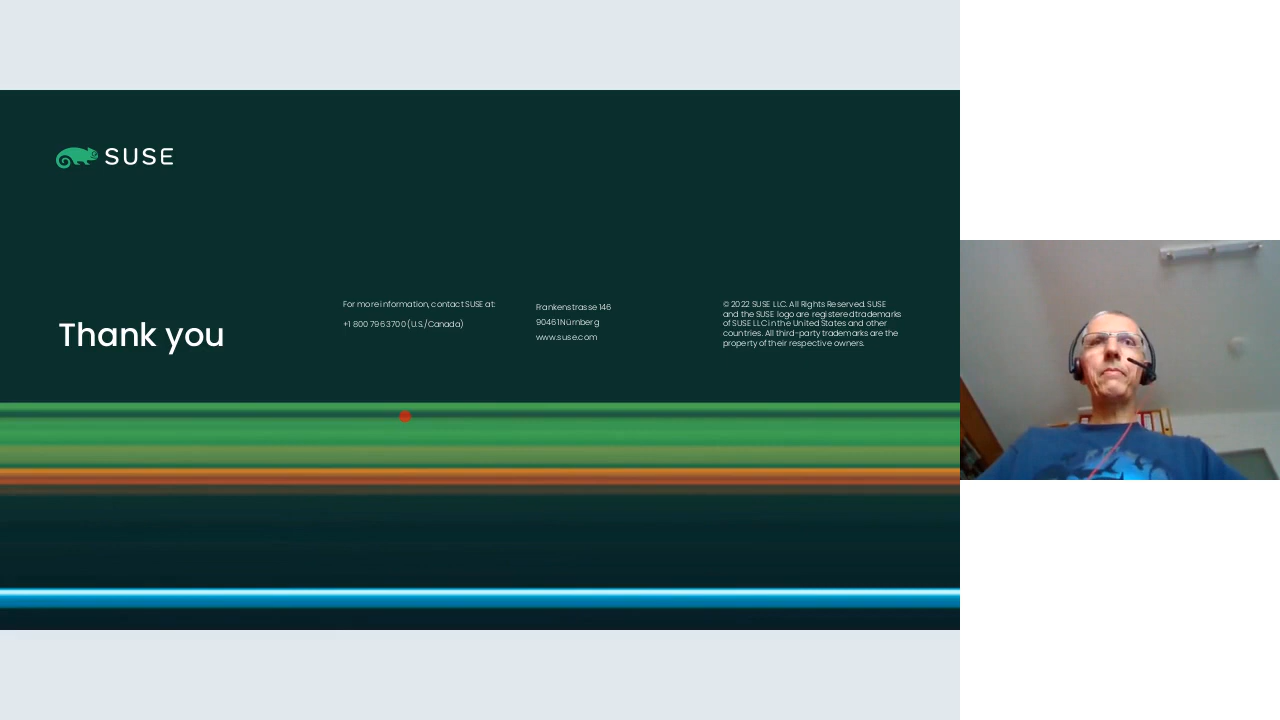 SUSE
Thank you
For more information, contact SUSE at:
+1 800 796 3700 (U.S./Canada)
Frankenstrasse 146
90461 Nürnberg
www.suse.com
© 2022 SUSE LLC. All Rights Reserved. SUSE
and the SUSE logo are registered trademarks
of SUSE LLC in the United States and other
countries. All third-party trademarks are the
property of their respective owners.